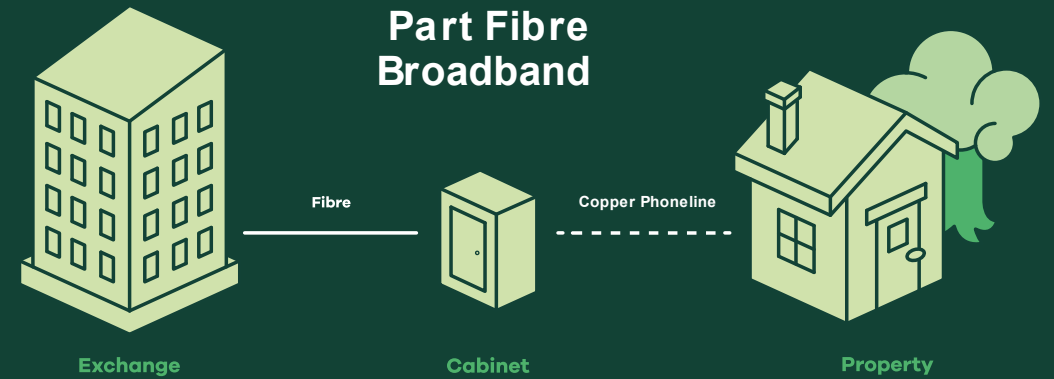 Part Fibre
Broadband
Fibre
Copper Phoneline
Exchange
Cabinet
Property